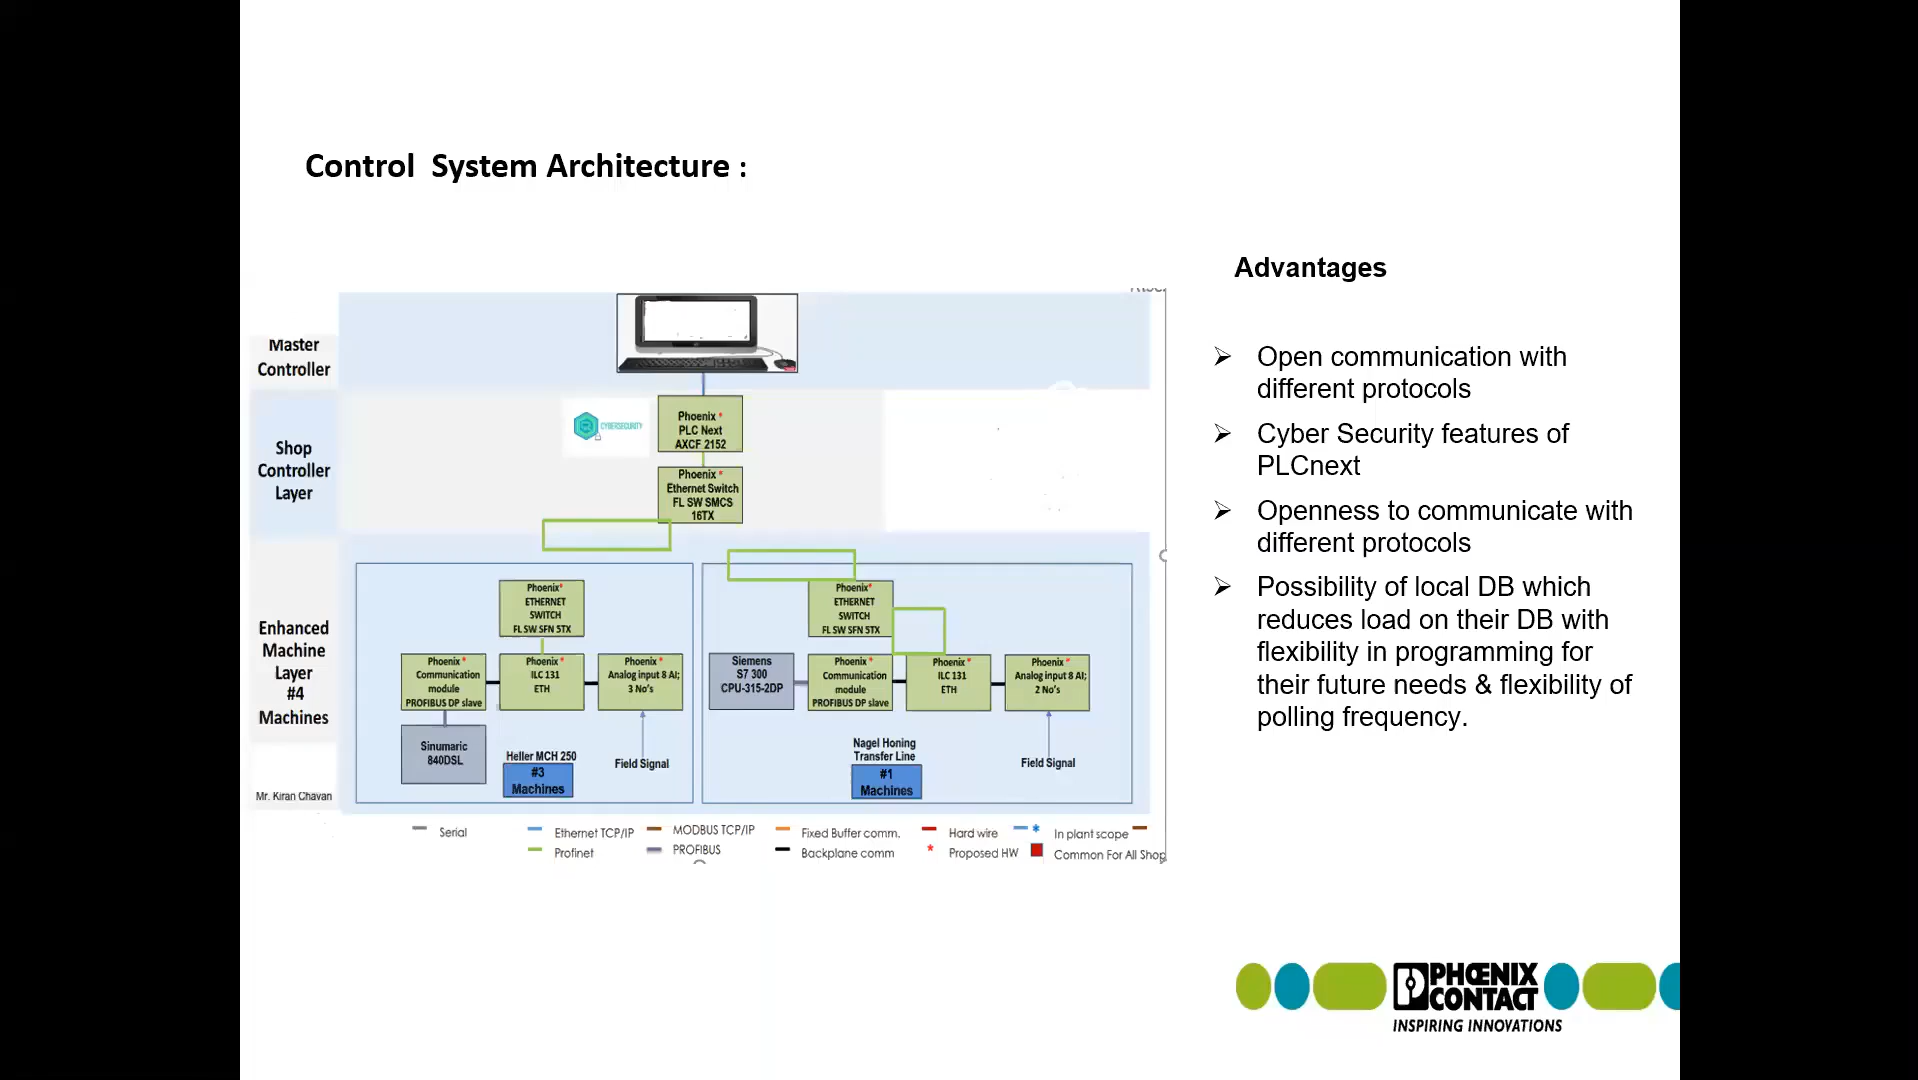 Control System Architecture :
Advantages
Open communication with
different protocols
Cyber Security features of
PLCnext
Openness to communicate with
different protocols
Possibility of local DB which
reduces load on their DB with
flexibility in programming for
their future needs & flexibility of
polling frequency.
Master
Controller
Shop
Controller
Layer
Enhanced
Machine
Layer
#4
Machines
Mr. Kiran Chavan
CYBERSECURITY
Phoenix *
PLC Next
AXCF 2152
Phoenix *
Ethernet Switch
FL SW SMCS
16TX
Phoenix*
ETHERNET
SWITCH
FL SW SFN 5TX
Phoenix *
Communication
module
PROFIBUS DP slave
Phoenix *
ILC 131
ETH
Phoenix *
Analog input 8 AI;
3 No's
Sinumaric
840DSL
Heller MCH 250
#3
Machines
Field Signal
Phoenix*
ETHERNET
SWITCH
FL SW SFN 5TX
Siemens
S7 300
CPU-315-2DP
Phoenix *
Communication
module
PROFIBUS DP slave
Phoenix *
ILC 131
ETH
Phoenix *
Analog input 8 AI;
2 No's
Nagel Honing
Transfer Line
#1
Machines
Field Signal
Serial
Ethernet TCP/IP
MODBUS TCP/IP
Fixed Buffer comm.
Hard wire
* In plant scope
Profinet
PROFIBUS
Backplane comm
* Proposed HW
Common For All Shop
PHŒNIX
CONTACT
INSPIRING INNOVATIONS